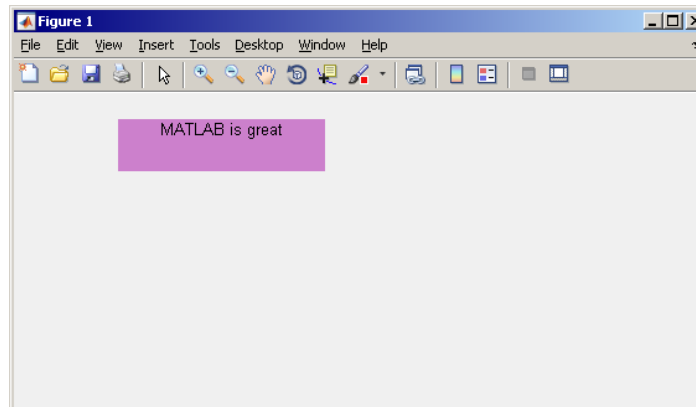 Figure 1
File Edit View Insert Tools Desktop Window Help
MATLAB is great